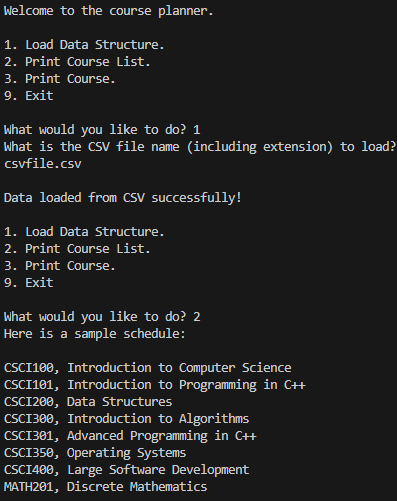 Welcome to the course planner.
1. Load Data Structure.
2. Print Course List.
3. Print Course.
9. Exit
What would you like to do? 1
What is the CSV file name (including extension) to load?
csvfile.csv
Data loaded from CSV successfully!
1. Load Data Structure.
2. Print Course List.
3. Print Course.
9. Exit
What would you like to do? 2
Here is a sample schedule:
CSCI100, Introduction to Computer Science
CSCI101, Introduction to Programming in C++
CSCI200, Data Structures
CSCI300, Introduction to Algorithms
CSCI301, Advanced Programming in C++
CSCI350, Operating Systems
CSCI400, Large Software Development
MATH201, Discrete Mathematics